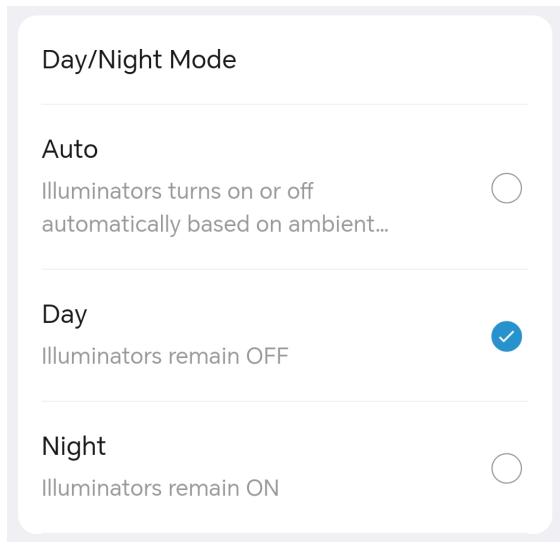 Day/Night Mode
Auto
Illuminators turns on or off
automatically based on ambient...
Day
Illuminators remain OFF
Night
Illuminators remain ON